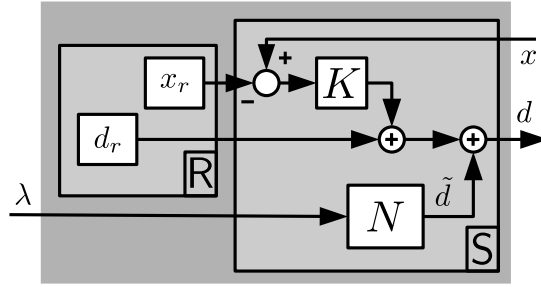 +
x
x_r
-
K
d_r
+
+
d
R
λ
N
d̃
S